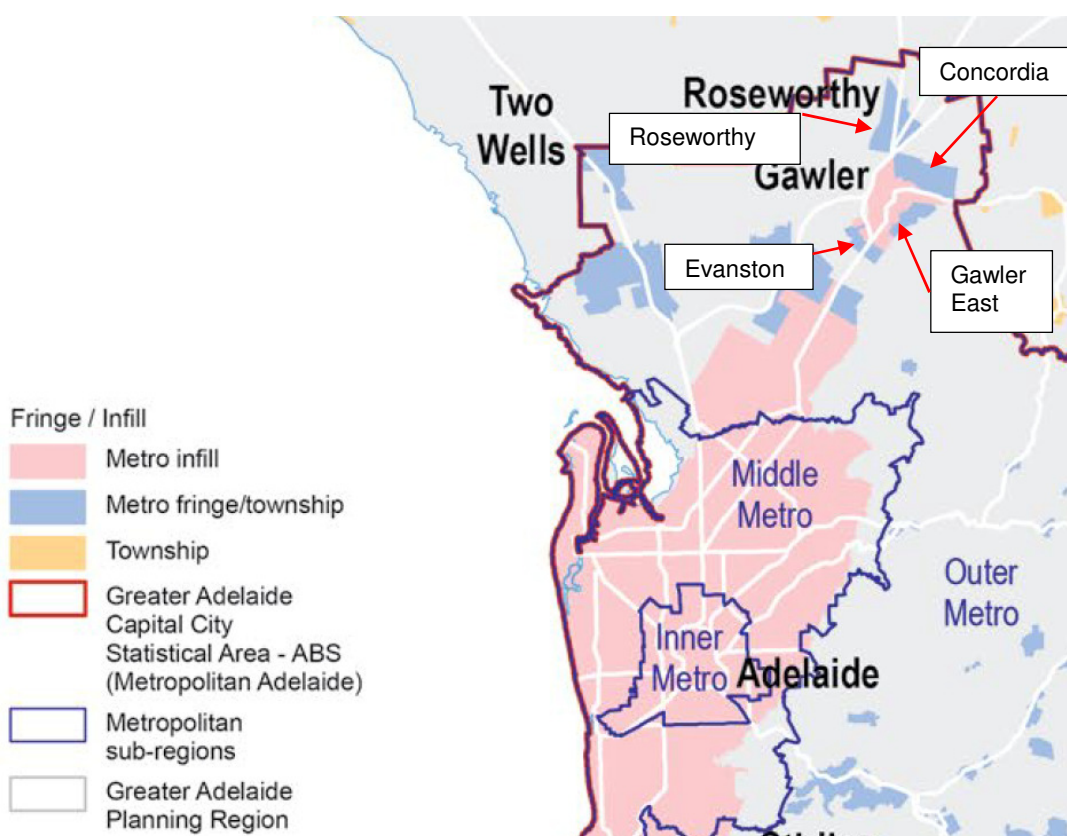 Two
Wells
Roseworthy
Concordia
Roseworthy
Gawler
Evanston
Gawler
East
Fringe / Infill
Metro infill
Metro fringe/township
Township
Greater Adelaide
Capital City
Statistical Area - ABS
(Metropolitan Adelaide)
Metropolitan
sub-regions
Greater Adelaide
Planning Region
Middle
Metro
Outer
Metro
Inner
Metro
Adelaide